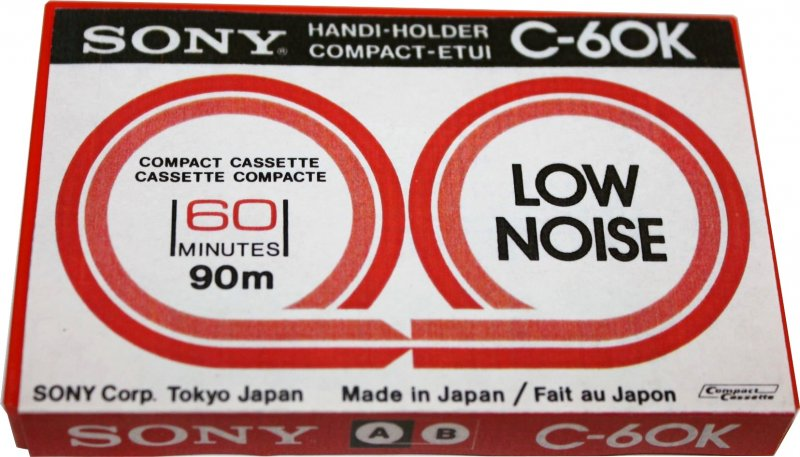 SONY® HANDI-HOLDER COMPACT-ETUI C-60K
COMPACT CASSETTE
CASSETTE COMPACTE
60
MINUTES
90m
LOW
NOISE
SONY Corp. Tokyo Japan Made in Japan / Fait au Japon Compact Cassette
SONY A B C-60K